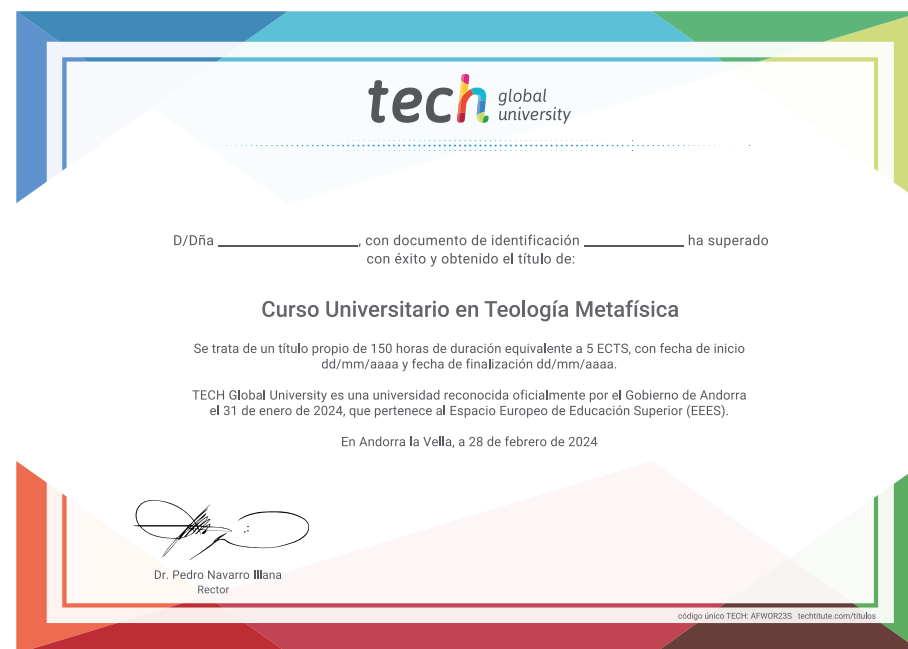 tech global university
D/Dña ____________________, con documento de identificación ______________ ha superado
con éxito y obtenido el título de:
Curso Universitario en Teología Metafísica
Se trata de un título propio de 150 horas de duración equivalente a 5 ECTS, con fecha de inicio
dd/mm/aaaa y fecha de finalización dd/mm/aaaa.
TECH Global University es una universidad reconocida oficialmente por el Gobierno de Andorra
el 31 de enero de 2024, que pertenece al Espacio Europeo de Educación Superior (EEES).
En Andorra la Vella, a 28 de febrero de 2024
Dr. Pedro Navarro Illana
Rector
código único TECH: AFWOR23S techtitute.com/titulos